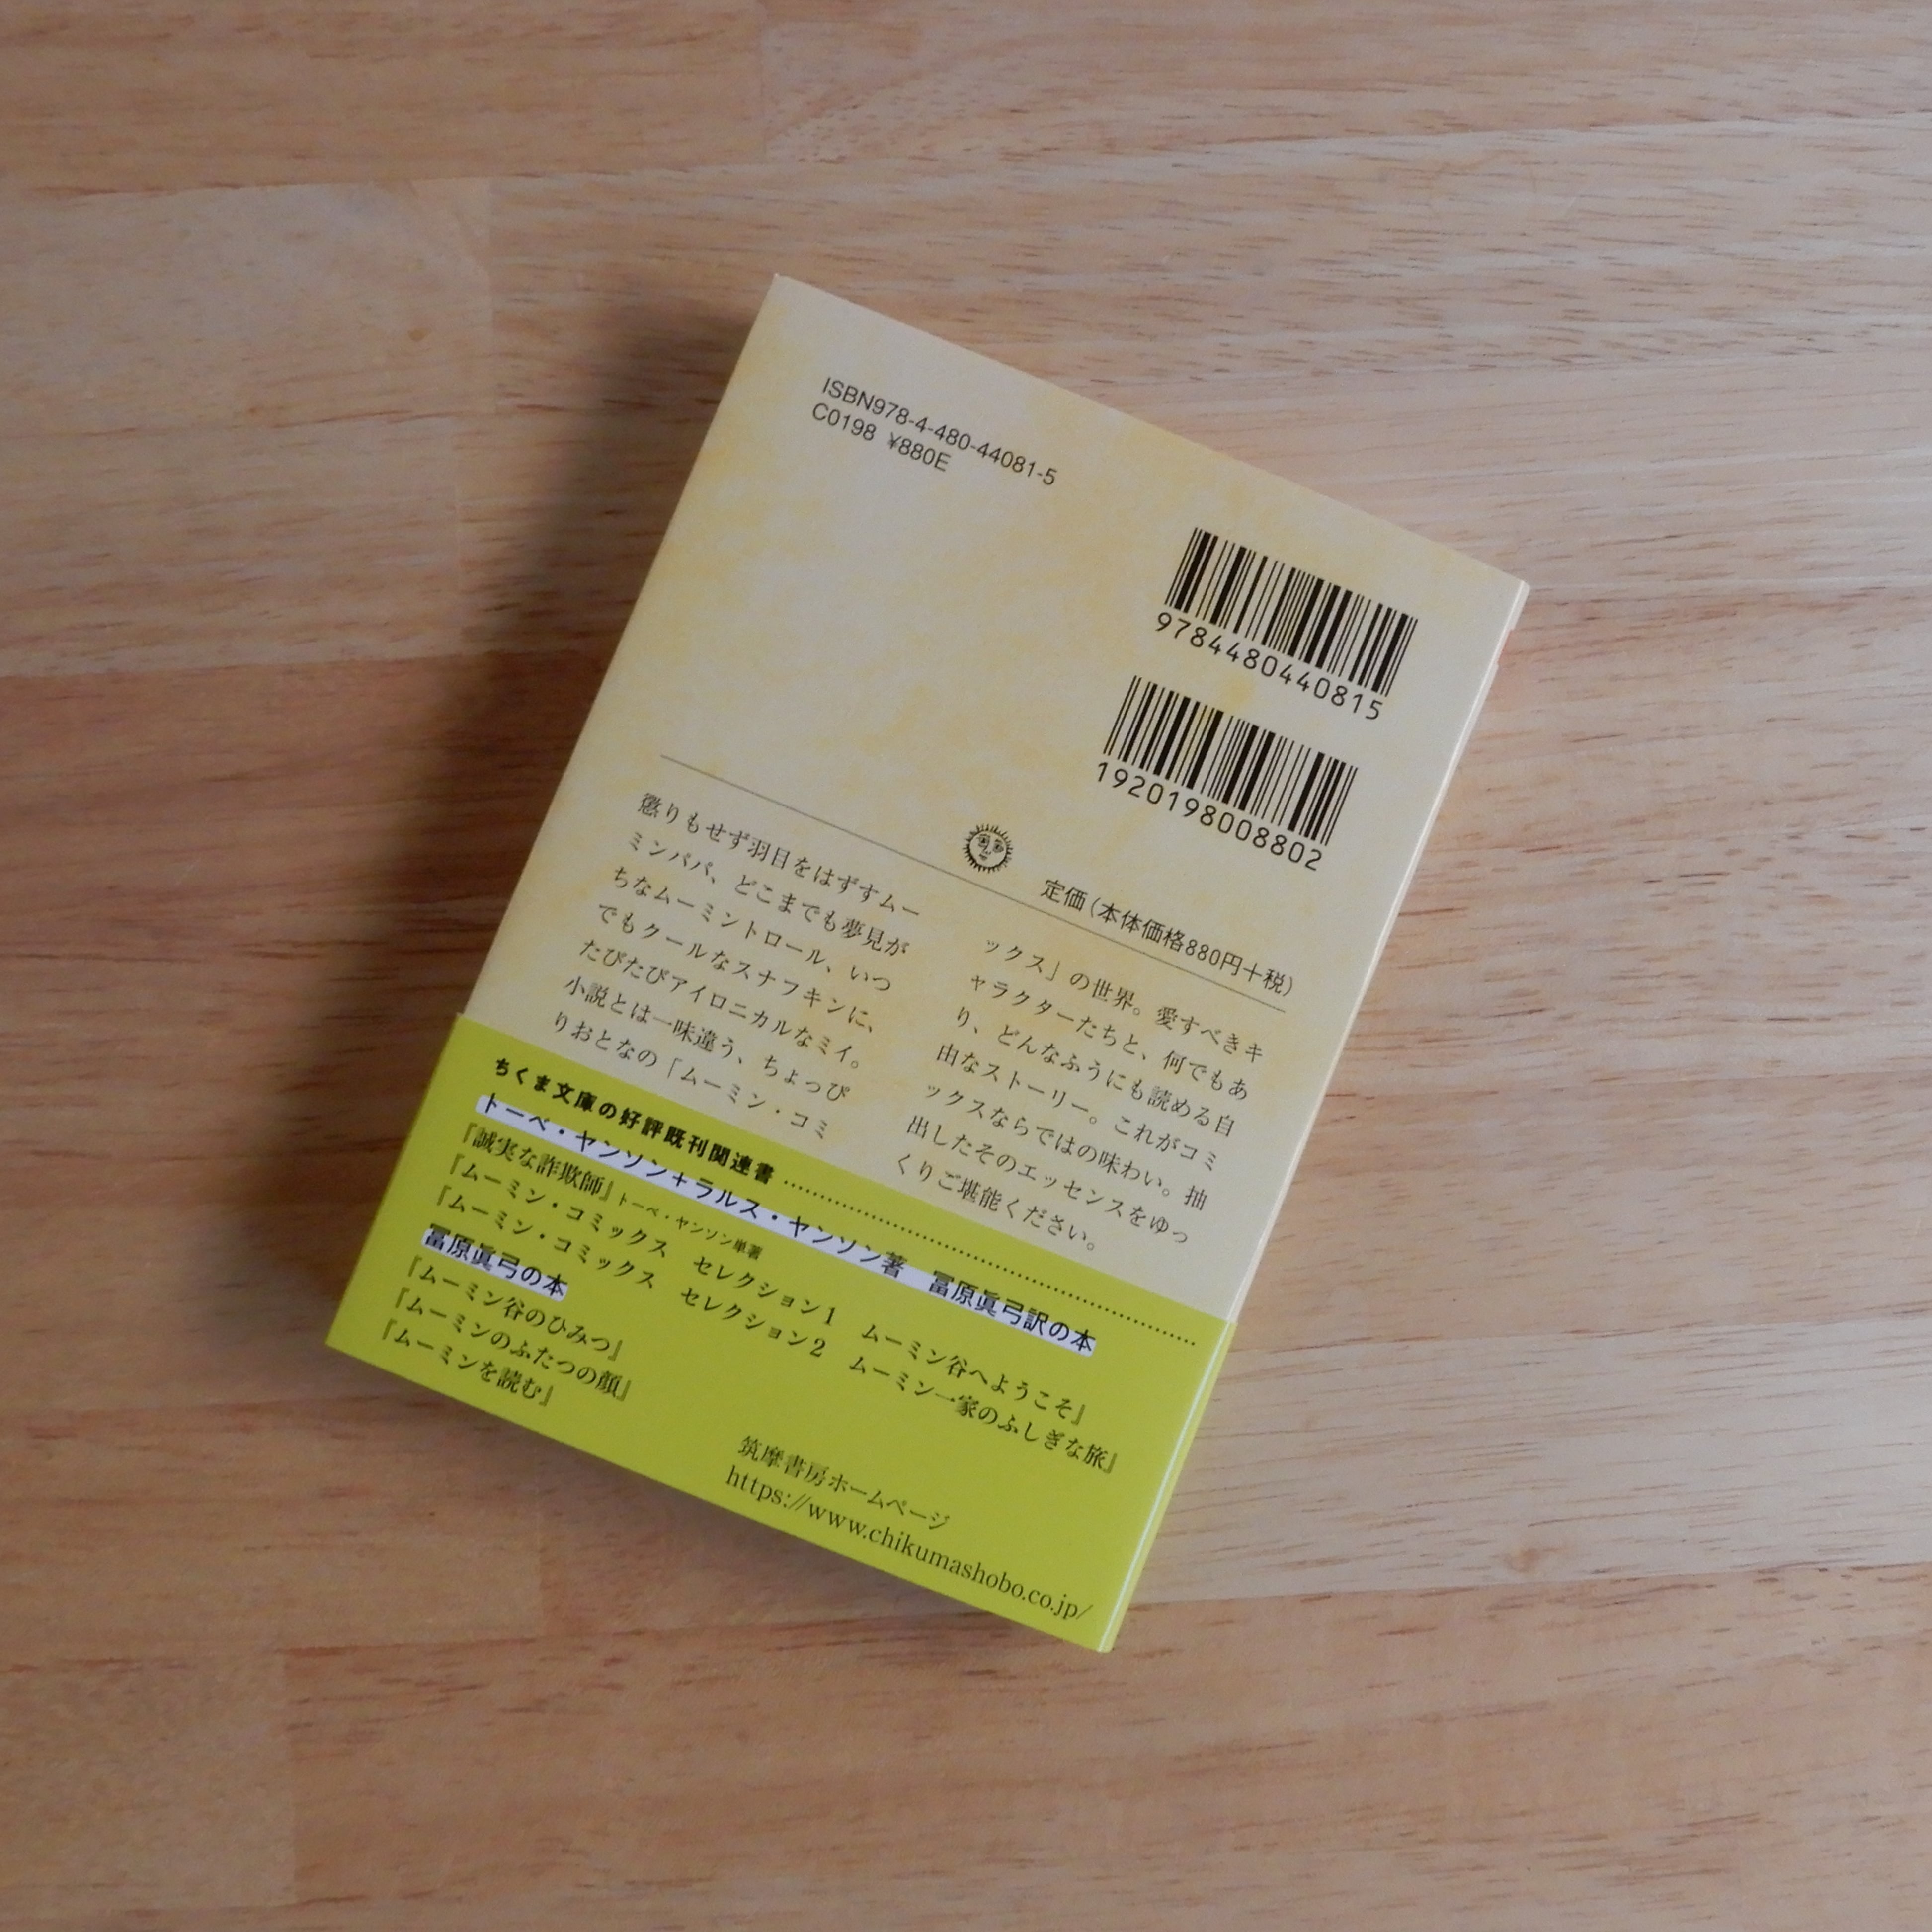 ISBN978-4-480-44081-5
C0198 ¥880E
9784480440815
1920198008802
定価(本体価格880円+税)
懲りもせず羽目をはずすムー
ミンパパ、どこまでも夢見が
ちなムーミントロール、いつ
でもクールなスナフキンに、
たびたびアイロニカルなミイ。
小説とは一味違う、ちょっぴ
りおとなの「ムーミン・コミ
ックス」の世界。愛すべきキ
ャラクターたちと、何でもあ
り、どんなふうにも読める自
由なストーリー。これがコミ
ックスならではの味わい。抽
出したそのエッセンスをゆっ
くりご堪能ください。
ちくま文庫の好評既刊関連書
トーベ・ヤンソン+ラルス・ヤンソン著 冨原眞弓訳の本
『誠実な詐欺師』トーベ・ヤンソン単著
『ムーミン・コミックス セレクション1 ムーミン谷へようこそ』
『ムーミン・コミックス セレクション2 ムーミン一家のふしぎな旅』
冨原眞弓の本
『ムーミン谷のひみつ』
『ムーミンのふたつの顔』
『ムーミンを読む』
筑摩書房ホームページ
https://www.chikumashobo.co.jp/